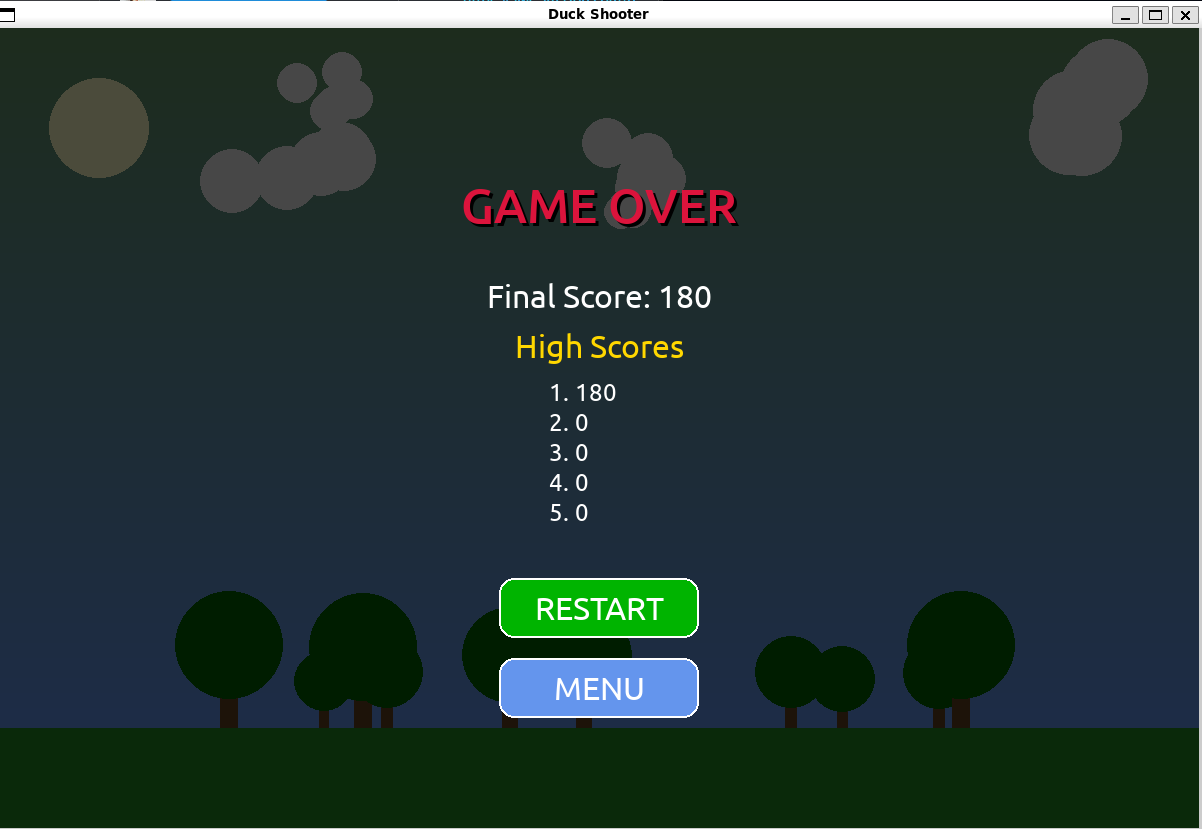 Duck Shooter
GAME OVER
Final Score: 180
High Scores
1. 180
2. 0
3. 0
4. 0
5. 0
RESTART
MENU